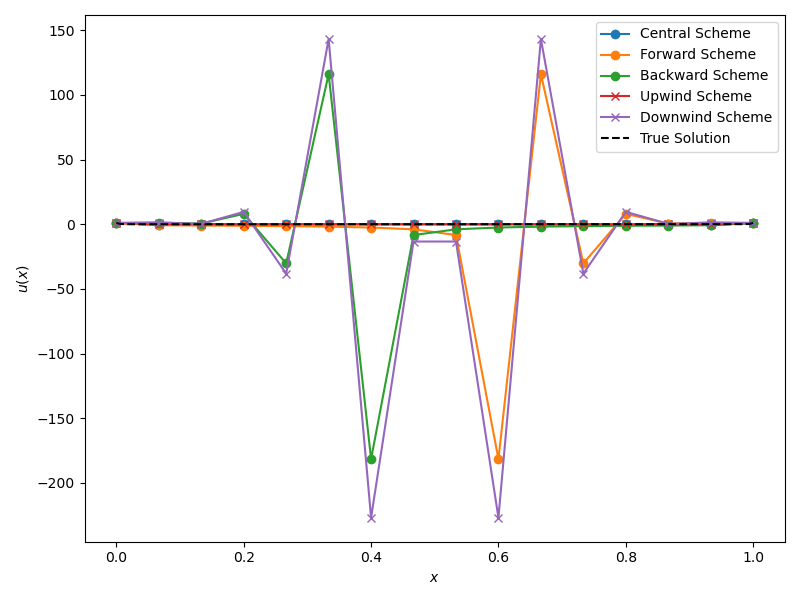 Central Scheme
Forward Scheme
Backward Scheme
Upwind Scheme
Downwind Scheme
True Solution
150
100
50
0
−50
−100
−150
−200
u(x)
0.0 0.2 0.4 0.6 0.8 1.0
x